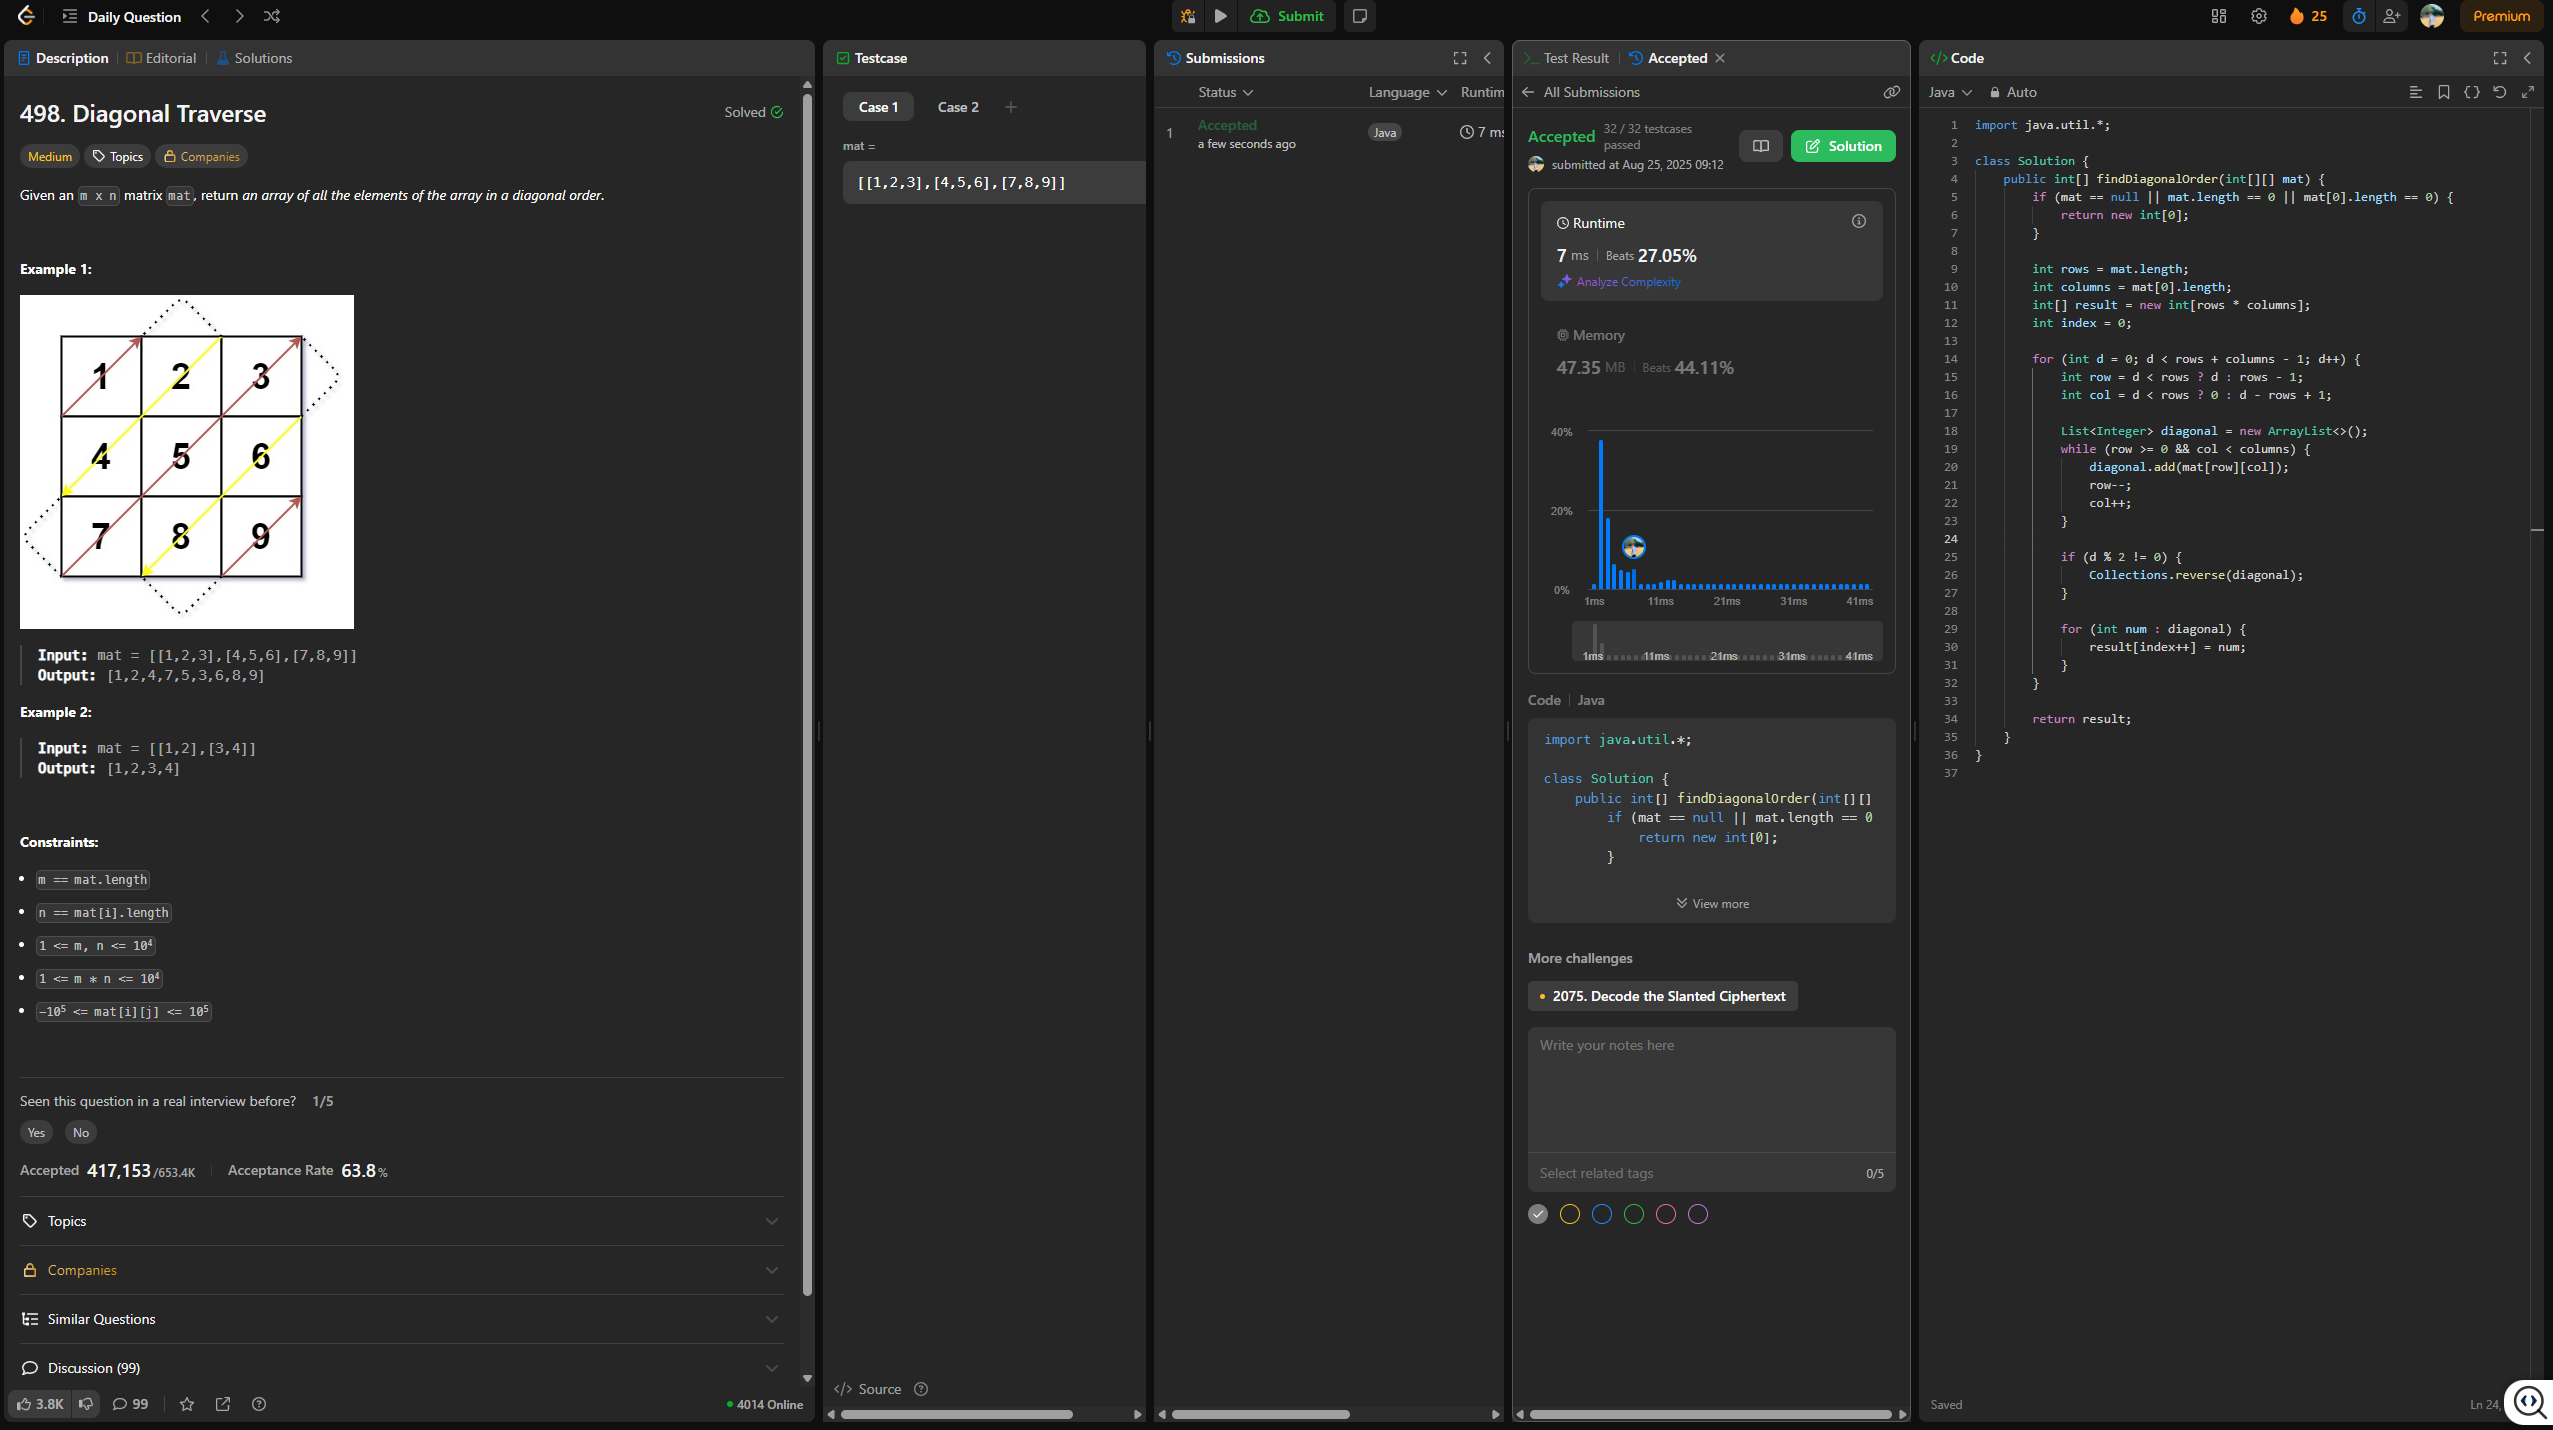 Daily Question
Submit
25
Premium
Description
Editorial
Solutions
498. Diagonal Traverse
Solved
Medium
Topics
Companies
Given an m x n matrix mat, return an array of all the elements of the array in a diagonal order.
Example 1:
1 2 3
4 5 6
7 8 9
Input: mat = [[1,2,3],[4,5,6],[7,8,9]]
Output: [1,2,4,7,5,3,6,8,9]
Example 2:
Input: mat = [[1,2],[3,4]]
Output: [1,2,3,4]
Constraints:
m == mat.length
n == mat[i].length
1 <= m, n <= 10⁴
1 <= m * n <= 10⁴
-10⁵ <= mat[i][j] <= 10⁵
Seen this question in a real interview before? 1/5
Yes
No
Accepted 417,153/653.4K
Acceptance Rate 63.8%
Topics
Companies
Similar Questions
Discussion (99)
3.8K
99
4014 Online
Testcase
Case 1
Case 2
mat =
[[1,2,3],[4,5,6],[7,8,9]]
Source
Submissions
Status
Language
Runtim
1
Accepted
a few seconds ago
Java
7 ms
Test Result
Accepted
All Submissions
Accepted
32 / 32 testcases passed
submitted at Aug 25, 2025 09:12
Solution
Runtime
7 ms
Beats 27.05%
Analyze Complexity
Memory
47.35 MB
Beats 44.11%
40%
20%
0%
1ms 11ms 21ms 31ms 41ms
1ms 11ms 21ms 31ms 41ms
Code
Java
import java.util.*;
class Solution {
public int[] findDiagonalOrder(int[][]
if (mat == null || mat.length == 0
return new int[0];
}
View more
More challenges
2075. Decode the Slanted Ciphertext
Write your notes here
Select related tags
0/5
Code
Java
Auto
1 import java.util.*;
2
3 class Solution {
4 public int[] findDiagonalOrder(int[][] mat) {
5 if (mat == null || mat.length == 0 || mat[0].length == 0) {
6 return new int[0];
7 }
8
9 int rows = mat.length;
10 int columns = mat[0].length;
11 int[] result = new int[rows * columns];
12 int index = 0;
13
14 for (int d = 0; d < rows + columns - 1; d++) {
15 int row = d < rows ? d : rows - 1;
16 int col = d < rows ? 0 : d - rows + 1;
17
18 List<Integer> diagonal = new ArrayList<>();
19 while (row >= 0 && col < columns) {
20 diagonal.add(mat[row][col]);
21 row--;
22 col++;
23 }
24
25 if (d % 2 != 0) {
26 Collections.reverse(diagonal);
27 }
28
29 for (int num : diagonal) {
30 result[index++] = num;
31 }
32 }
33
34 return result;
35 }
36 }
37
Saved
Ln 24,